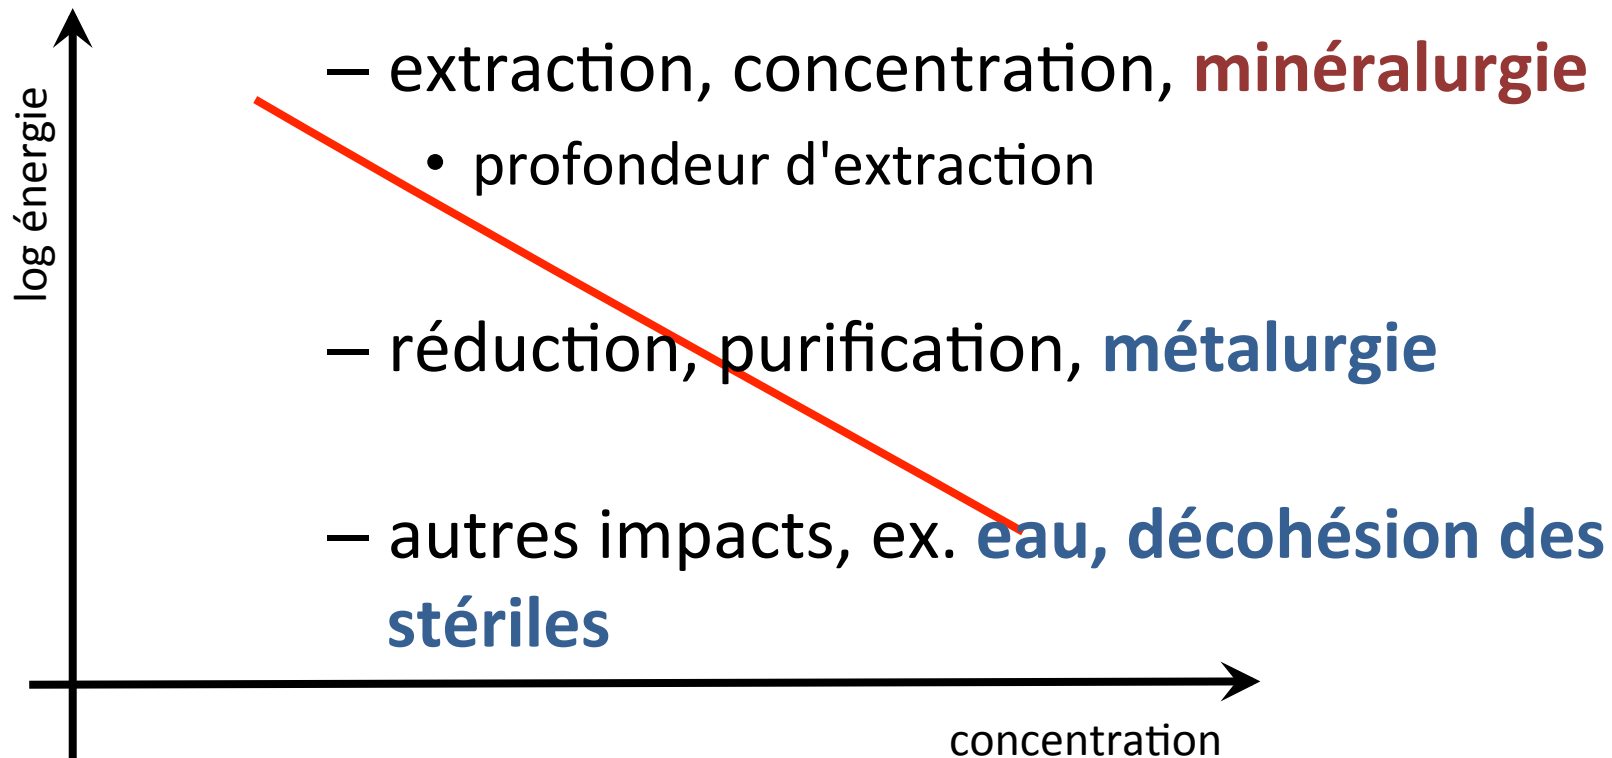 log énergie
– extraction, concentration, minéralurgie
• profondeur d'extraction
– réduction, purification, métalurgie
– autres impacts, ex. eau, décohésion des
stériles
concentration